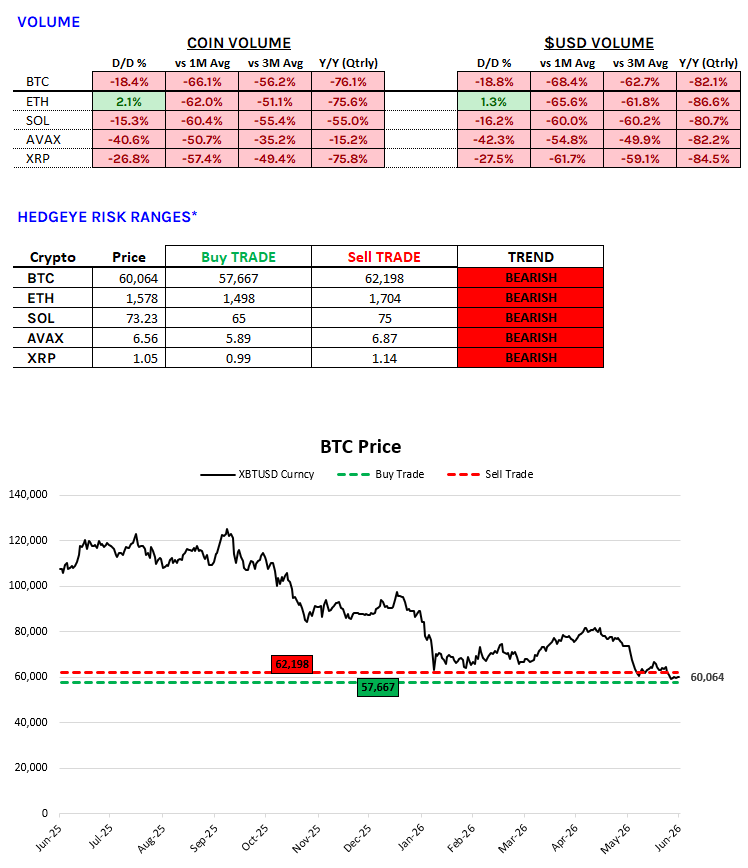 VOLUME
COIN VOLUME $USD VOLUME
D/D % vs 1M Avg vs 3M Avg Y/Y (Qtrly) D/D % vs 1M Avg vs 3M Avg Y/Y (Qtrly)
BTC -18.4% -66.1% -56.2% -76.1% -18.8% -68.4% -62.7% -82.1%
ETH 2.1% -62.0% -51.1% -75.6% 1.3% -65.6% -61.8% -86.6%
SOL -15.3% -60.4% -55.4% -55.0% -16.2% -60.0% -60.2% -80.7%
AVAX -40.6% -50.7% -35.2% -15.2% -42.3% -54.8% -49.9% -82.2%
XRP -26.8% -57.4% -49.4% -75.8% -27.5% -61.7% -59.1% -84.5%
HEDGEYE RISK RANGES*
Crypto Price Buy TRADE Sell TRADE TREND
BTC 60,064 57,667 62,198 BEARISH
ETH 1,578 1,498 1,704 BEARISH
SOL 73.23 65 75 BEARISH
AVAX 6.56 5.89 6.87 BEARISH
XRP 1.05 0.99 1.14 BEARISH
BTC Price
XBTUSD Curncy Buy Trade Sell Trade
140,000
120,000
100,000
80,000
62,198
60,000
60,064
57,667
40,000
20,000
0
Jun-25 Jul-25 Aug-25 Sep-25 Oct-25 Nov-25 Dec-25 Jan-26 Feb-26 Mar-26 Apr-26 May-26 Jun-26